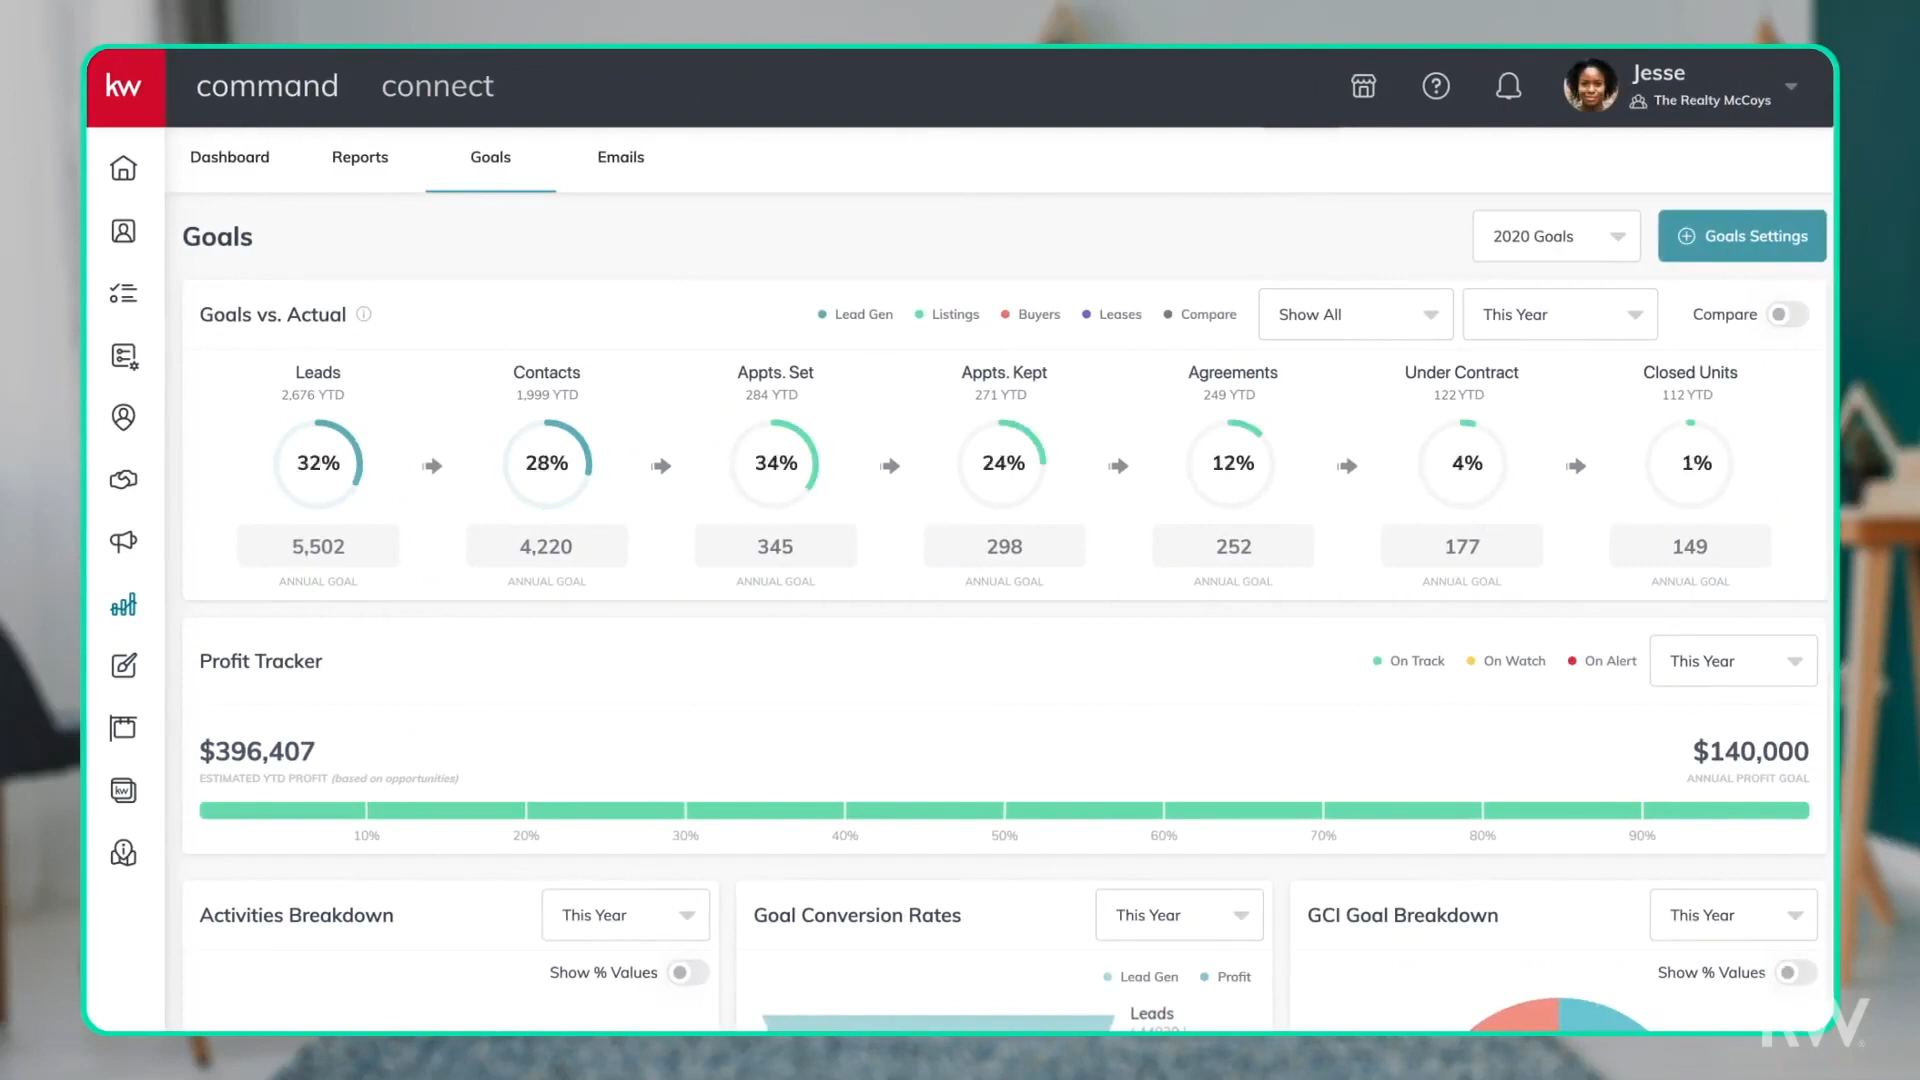 kw command connect
Jesse
The Realty McCoys
Dashboard Reports Goals Emails
Goals
2020 Goals
Goals Settings
Goals vs. Actual
Lead Gen Listings Buyers Leases Compare
Show All
This Year
Compare
Leads Contacts Appts. Set Appts. Kept Agreements Under Contract Closed Units
2,676 YTD 1,999 YTD 284 YTD 271 YTD 249 YTD 122 YTD 112 YTD
32% 28% 34% 24% 12% 4% 1%
5,502 4,220 345 298 252 177 149
ANNUAL GOAL ANNUAL GOAL ANNUAL GOAL ANNUAL GOAL ANNUAL GOAL ANNUAL GOAL ANNUAL GOAL
Profit Tracker
On Track On Watch On Alert
This Year
$396,407 $140,000
ESTIMATED YTD PROFIT (based on opportunities) ANNUAL PROFIT GOAL
10% 20% 30% 40% 50% 60% 70% 80% 90%
Activities Breakdown
This Year
Show % Values
Goal Conversion Rates
This Year
Lead Gen Profit
Leads
GCI Goal Breakdown
This Year
Show % Values
kw
KW